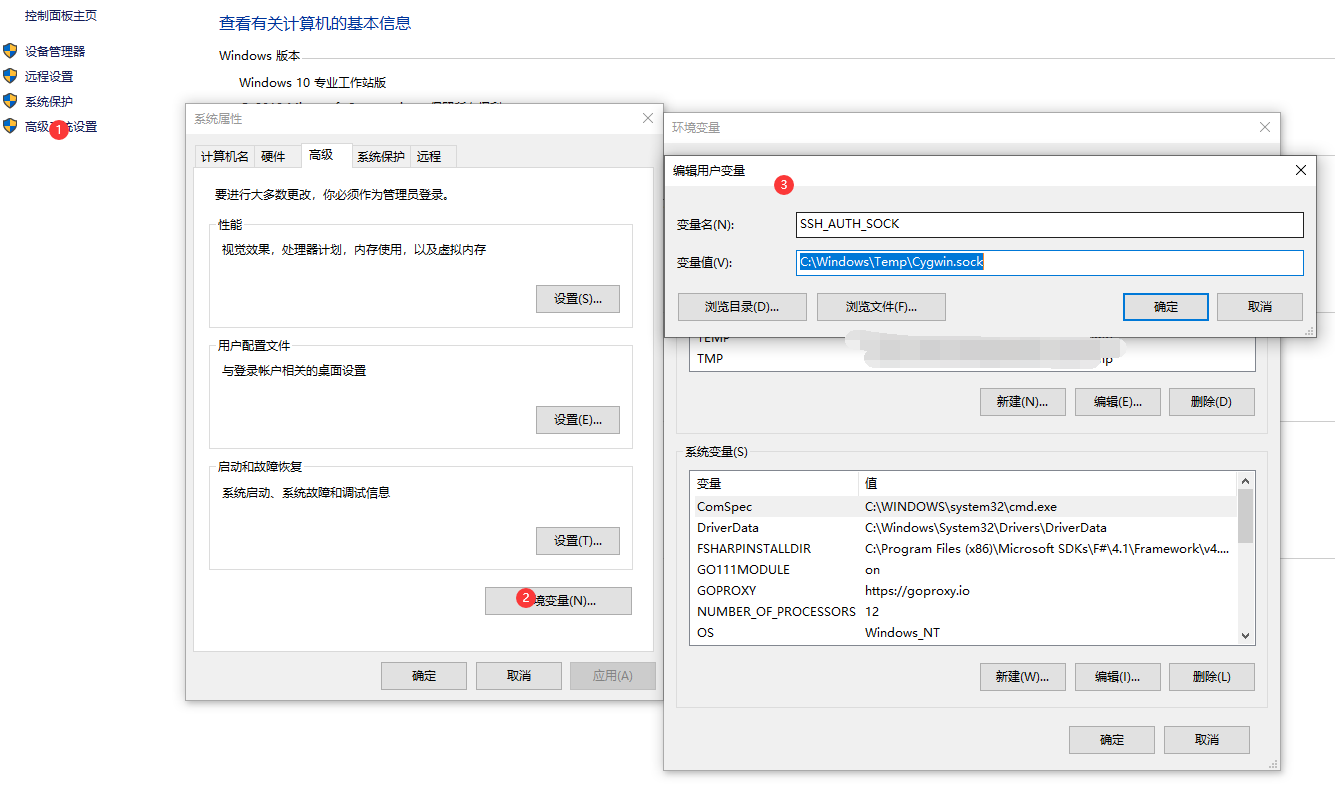 控制面板主页
设备管理器
远程设置
系统保护
高级
统设置
1
查看有关计算机的基本信息
Windows 版本
Windows 10 专业工作站版
系统属性
计算机名
硬件
高级
系统保护
远程
要进行大多数更改，你必须作为管理员登录。
性能
视觉效果，处理器计划，内存使用，以及虚拟内存
设置(S)...
用户配置文件
与登录帐户相关的桌面设置
设置(E)...
启动和故障恢复
系统启动、系统故障和调试信息
设置(T)...
2
境变量(N)...
确定
取消
应用(A)
环境变量
编辑用户变量
3
变量名(N):
SSH_AUTH_SOCK
变量值(V):
C:\Windows\Temp\Cygwin.sock
浏览目录(D)...
浏览文件(F)...
确定
取消
TEMP
TMP
新建(N)...
编辑(E)...
删除(D)
系统变量(S)
变量 值
ComSpec C:\WINDOWS\system32\cmd.exe
DriverData C:\Windows\System32\Drivers\DriverData
FSHARPINSTALLDIR C:\Program Files (x86)\Microsoft SDKs\F#\4.1\Framework\v4....
GO111MODULE on
GOPROXY https://goproxy.io
NUMBER_OF_PROCESSORS 12
OS Windows_NT
新建(W)...
编辑(I)...
删除(L)
确定
取消